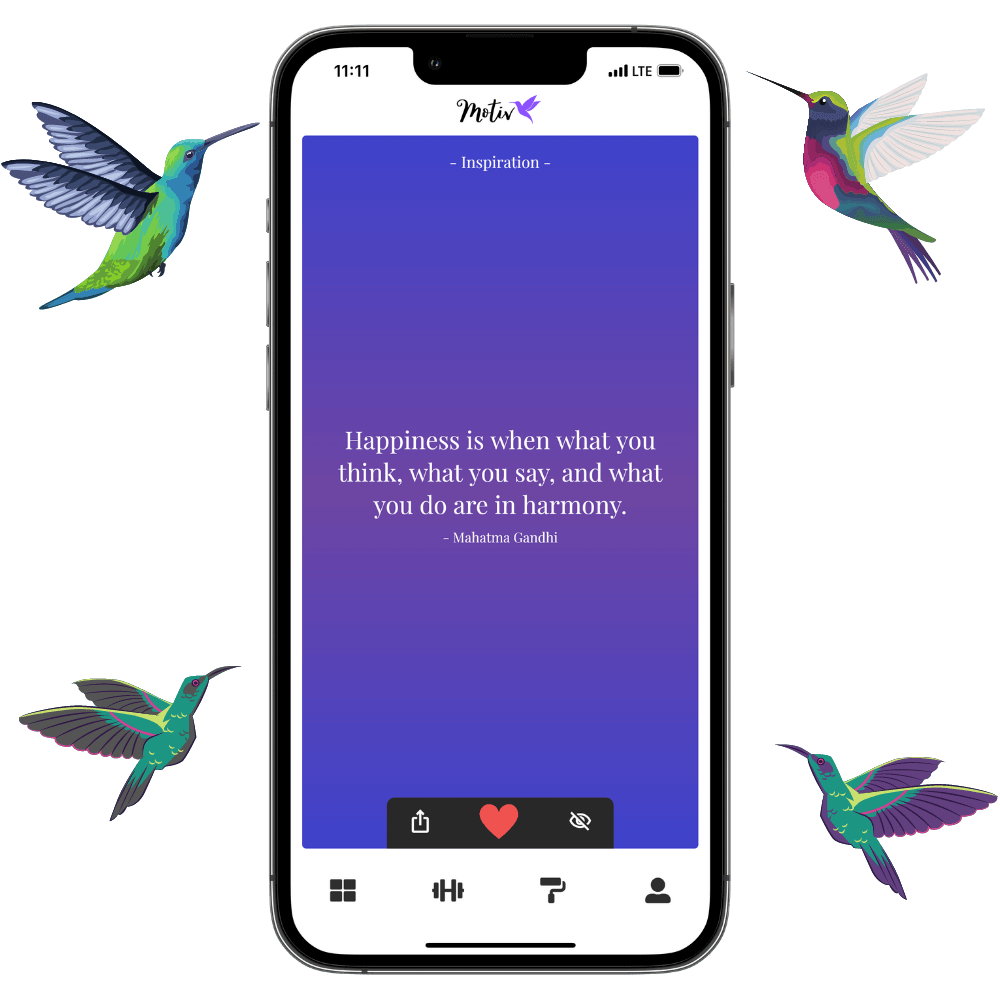 11:11 LTE
Motiv
- Inspiration -
Happiness is when what you
think, what you say, and what
you do are in harmony.
- Mahatma Gandhi